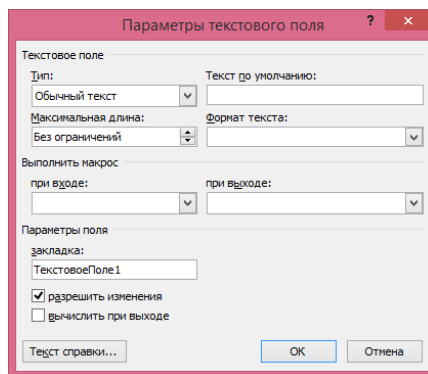 Параметры текстового поля ? ×
Текстовое поле
Тип: Текст по умолчанию:
Обычный текст
Максимальная длина: Формат текста:
Без ограничений
Выполнить макрос
при входе: при выходе:
Параметры поля
закладка:
ТекстовоеПоле1
разрешить изменения
вычислить при выходе
Текст справки... ОК Отмена